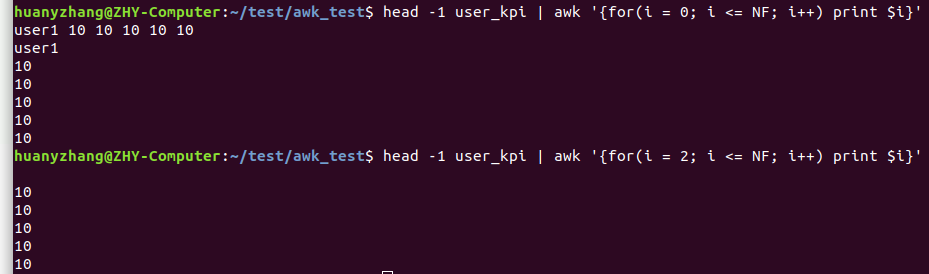 huanyzhang@ZHY-Computer:~/test/awk_test$ head -1 user_kpi | awk '{for(i = 0; i <= NF; i++) print $i}'
user1 10 10 10 10 10
user1
10
10
10
10
10
huanyzhang@ZHY-Computer:~/test/awk_test$ head -1 user_kpi | awk '{for(i = 2; i <= NF; i++) print $i}'
10
10
10
10
10